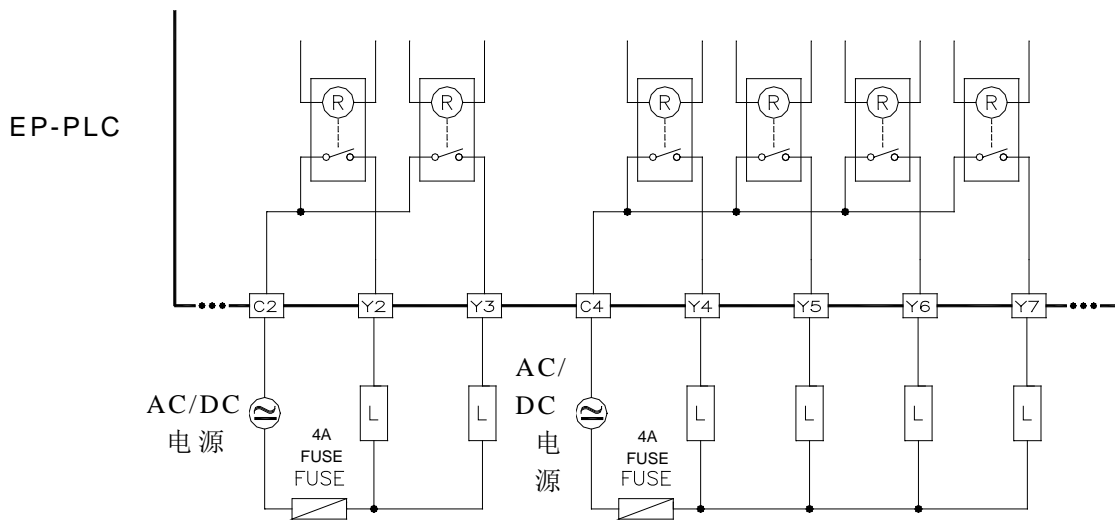 R R R R R R
EP-PLC
C2 Y2 Y3 C4 Y4 Y5 Y6 Y7
AC/DC
电源
L L
4A
FUSE
FUSE
AC/
DC
电
源
L L L L
4A
FUSE
FUSE